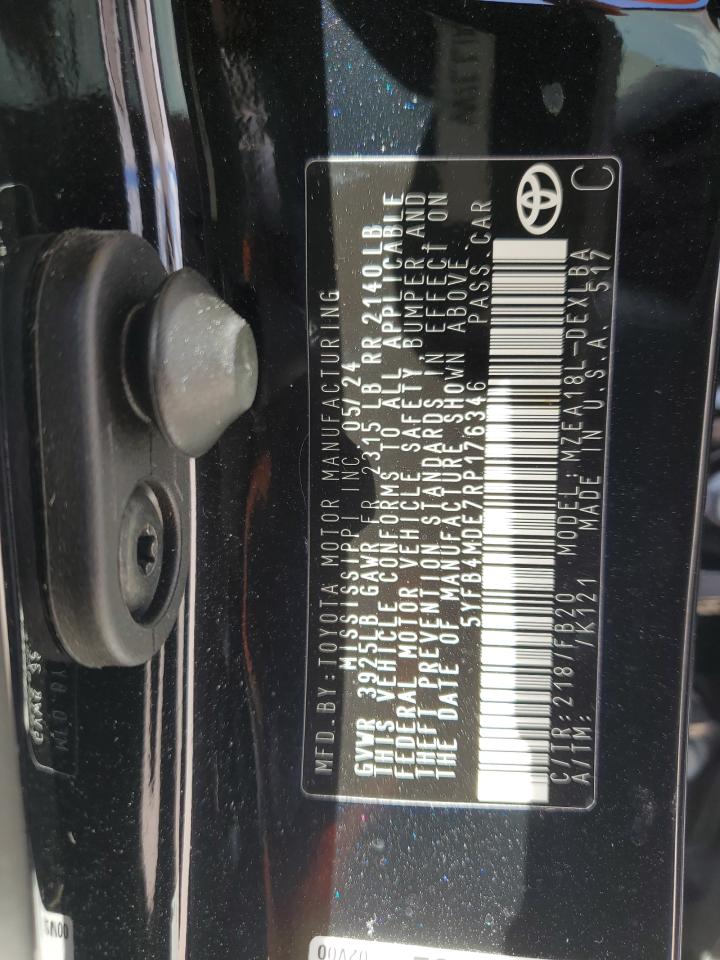 MFD.BY:TOYOTA MOTOR MANUFACTURING
MISSISSIPPI INC 05/24
GVWR 3925LB GAWR FR 2315 LB RR 2140 LB
THIS VEHICLE CONFORMS TO ALL APPLICABLE
FEDERAL MOTOR VEHICLE SAFETY, BUMPER AND
THEFT PREVENTION STANDARDS IN EFFECT ON
THE DATE OF MANUFACTURE SHOWN ABOVE.
5YFB4MDE7RP176346 PASS.CAR
C/TR:218 /FB20 MODEL: MZEA18L-DEXLBA
A/TM: /K121 MADE IN U.S.A. 517
C
02V00